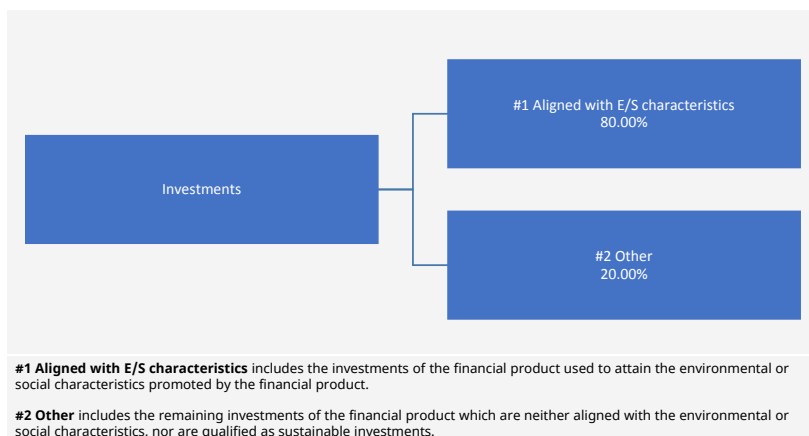 #1 Aligned with E/S characteristics
80.00%
Investments
#2 Other
20.00%
#1 Aligned with E/S characteristics includes the investments of the financial product used to attain the environmental or
social characteristics promoted by the financial product.
#2 Other includes the remaining investments of the financial product which are neither aligned with the environmental or
social characteristics, nor are qualified as sustainable investments.